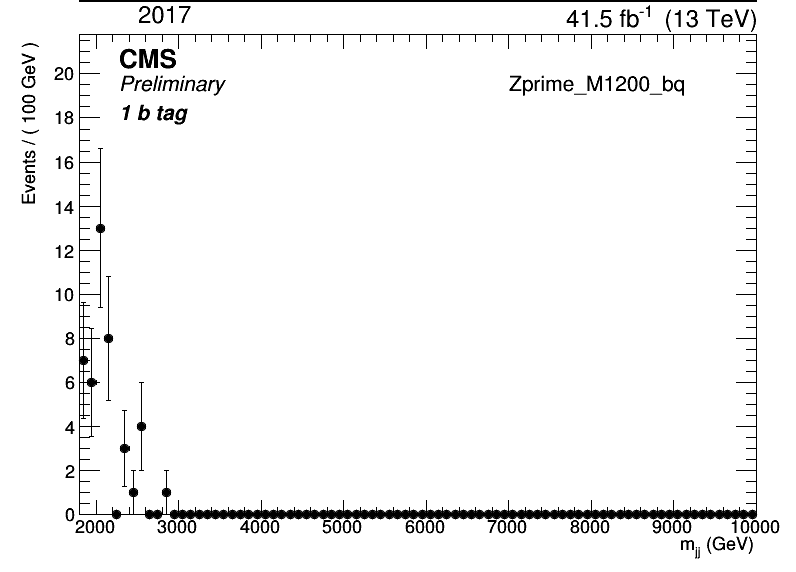 2017
41.5 fb⁻¹ (13 TeV)
CMS
Preliminary
Zprime_M1200_bq
1 b tag
Events / ( 100 GeV )
20
18
16
14
12
10
8
6
4
2
0
2000 3000 4000 5000 6000 7000 8000 9000 10000
m_jj (GeV)